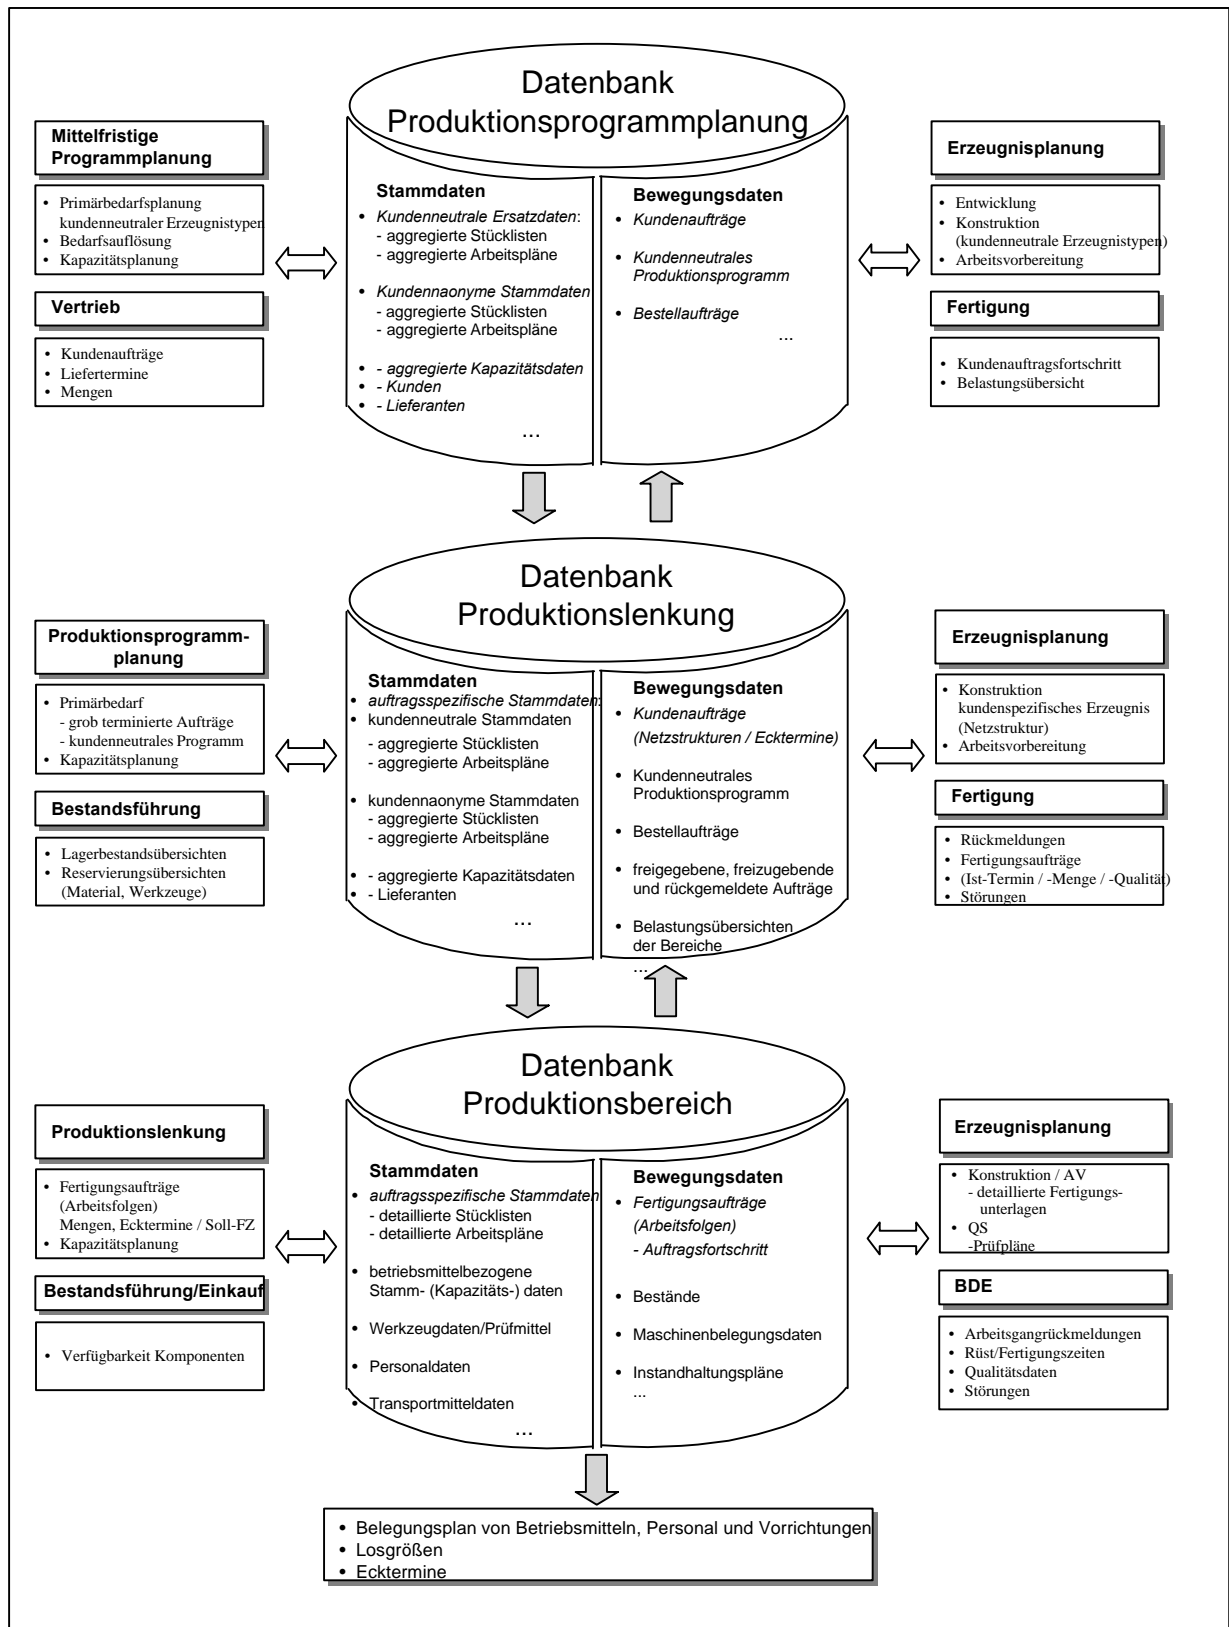 Datenbank
Produktionsprogrammplanung
Mittelfristige
Programmplanung
• Primärbedarfsplanung
kundenneutraler Erzeugnistypen
• Bedarfsauflösung
• Kapazitätsplanung
Vertrieb
• Kundenaufträge
• Liefertermine
• Mengen
Stammdaten
• Kundenneutrale Ersatzdaten:
- aggregierte Stücklisten
- aggregierte Arbeitspläne
• Kundennaonyme Stammdaten
- aggregierte Stücklisten
- aggregierte Arbeitspläne
• - aggregierte Kapazitätsdaten
• - Kunden
• - Lieferanten
...
Bewegungsdaten
• Kundenaufträge
• Kundenneutrales
Produktionsprogramm
• Bestellaufträge
...
Erzeugnisplanung
• Entwicklung
• Konstruktion
(kundenneutrale Erzeugnistypen)
• Arbeitsvorbereitung
Fertigung
• Kundenauftragsfortschritt
• Belastungsübersicht
Datenbank
Produktionslenkung
Produktionsprogramm-
planung
• Primärbedarf
- grob terminierte Aufträge
- kundenneutrales Programm
• Kapazitätsplanung
Bestandsführung
• Lagerbestandsübersichten
• Reservierungsübersichten
(Material, Werkzeuge)
Stammdaten
• auftragsspezifische Stammdaten:
• kundenneutrale Stammdaten
- aggregierte Stücklisten
- aggregierte Arbeitspläne
• kundennaonyme Stammdaten
- aggregierte Stücklisten
- aggregierte Arbeitspläne
• - aggregierte Kapazitätsdaten
• - Lieferanten
...
Bewegungsdaten
• Kundenaufträge
(Netzstrukturen / Ecktermine)
• Kundenneutrales
Produktionsprogramm
• Bestellaufträge
• freigegebene, freizugebende
und rückgemeldete Aufträge
• Belastungsübersichten
der Bereiche
...
Erzeugnisplanung
• Konstruktion
kundenspezifisches Erzeugnis
(Netzstruktur)
• Arbeitsvorbereitung
Fertigung
• Rückmeldungen
• Fertigungsaufträge
• (Ist-Termin / -Menge / -Qualität)
• Störungen
Datenbank
Produktionsbereich
Produktionslenkung
• Fertigungsaufträge
(Arbeitsfolgen)
Mengen, Ecktermine / Soll-FZ
• Kapazitätsplanung
Bestandsführung/Einkauf
• Verfügbarkeit Komponenten
Stammdaten
• auftragsspezifische Stammdaten
- detaillierte Stücklisten
- detaillierte Arbeitspläne
• betriebsmittelbezogene
Stamm- (Kapazitäts-) daten
• Werkzeugdaten/Prüfmittel
• Personaldaten
• Transportmitteldaten
...
Bewegungsdaten
• Fertigungsaufträge
(Arbeitsfolgen)
- Auftragsfortschritt
• Bestände
• Maschinenbelegungsdaten
• Instandhaltungspläne
...
Erzeugnisplanung
• Konstruktion / AV
- detaillierte Fertigungs-
unterlagen
• QS
-Prüfpläne
BDE
• Arbeitsgangrückmeldungen
• Rüst/Fertigungszeiten
• Qualitätsdaten
• Störungen
• Belegungsplan von Betriebsmitteln, Personal und Vorrichtungen
• Losgrößen
• Ecktermine